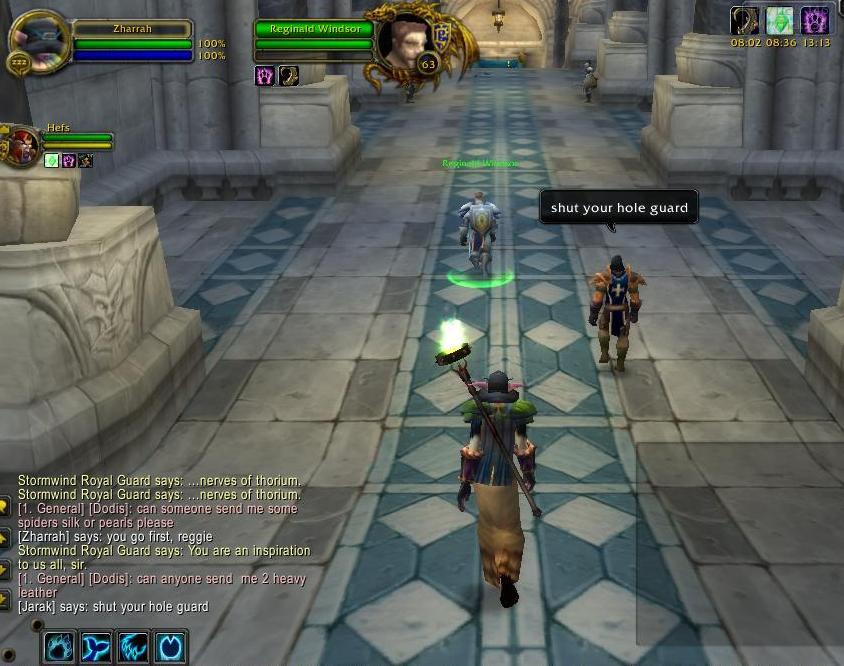 Zharrah
100%
100%
zzz
Reginald Windsor
63
08:02 08:36 13:13
Hefs
Reginald Windsor
shut your hole guard
Stormwind Royal Guard says: ...nerves of thorium.
Stormwind Royal Guard says: ...nerves of thorium.
[1. General] [Dodis]: can someone send me some
spiders silk or pearls please
[Zharrah] says: you go first, reggie
Stormwind Royal Guard says: You are an inspiration
to us all, sir.
[1. General] [Dodis]: can anyone send me 2 heavy
leather
[Jarak] says: shut your hole guard